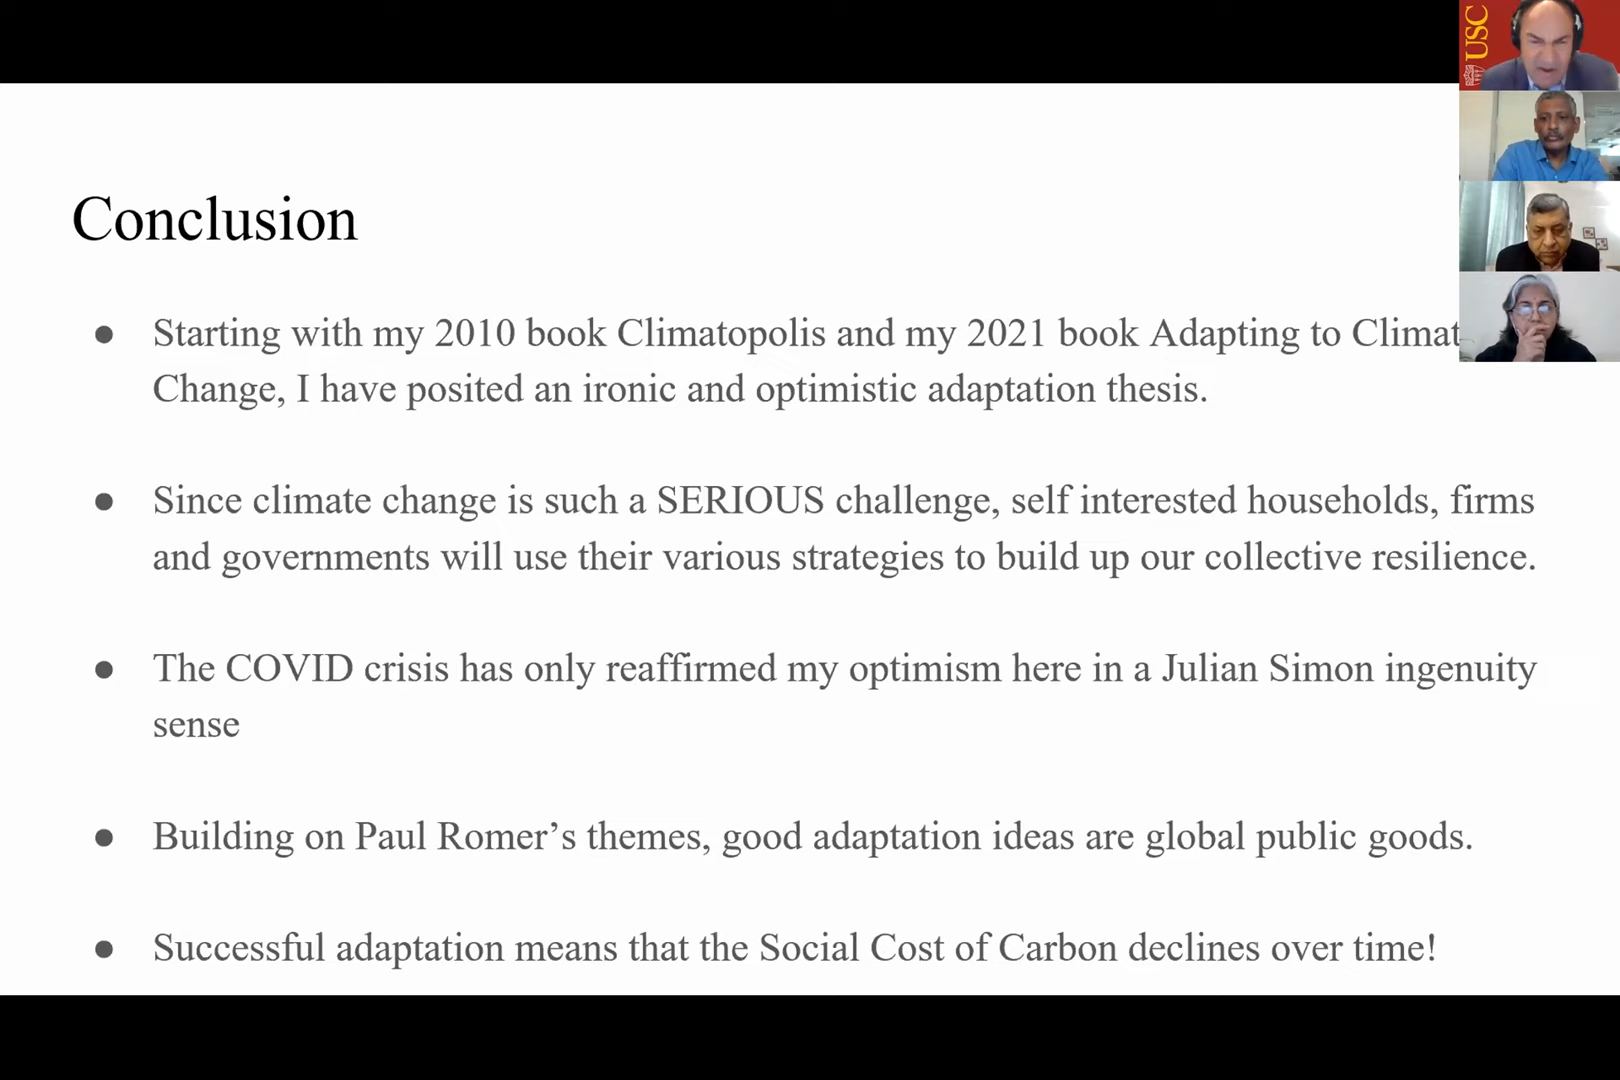 USC
Conclusion
● Starting with my 2010 book Climatopolis and my 2021 book Adapting to Climat
Change, I have posited an ironic and optimistic adaptation thesis.
● Since climate change is such a SERIOUS challenge, self interested households, firms
and governments will use their various strategies to build up our collective resilience.
● The COVID crisis has only reaffirmed my optimism here in a Julian Simon ingenuity
sense
● Building on Paul Romer’s themes, good adaptation ideas are global public goods.
● Successful adaptation means that the Social Cost of Carbon declines over time!